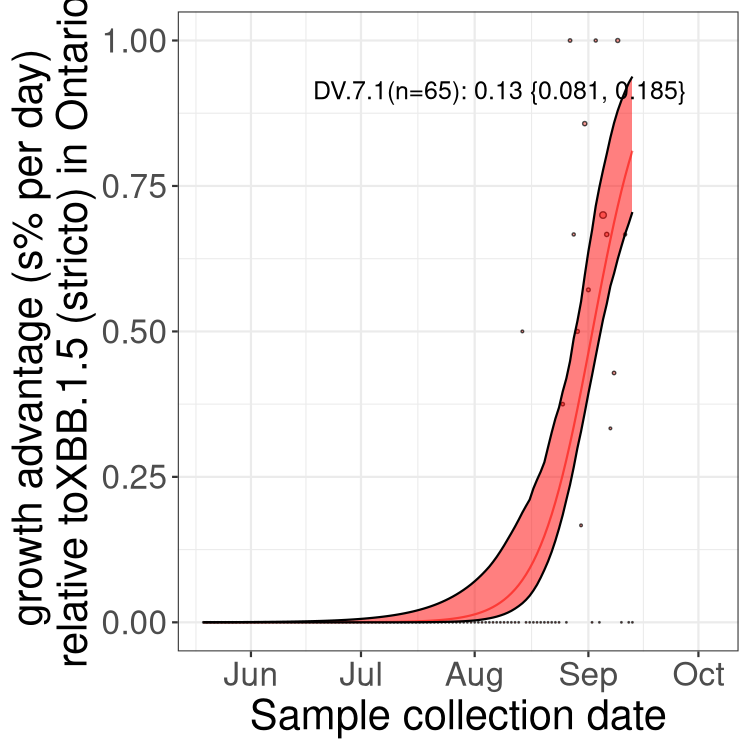 growth advantage (s% per day)
relative toXBB.1.5 (stricto) in Ontario
1.00
0.75
0.50
0.25
0.00
DV.7.1(n=65): 0.13 {0.081, 0.185}
Jun Jul Aug Sep Oct
Sample collection date